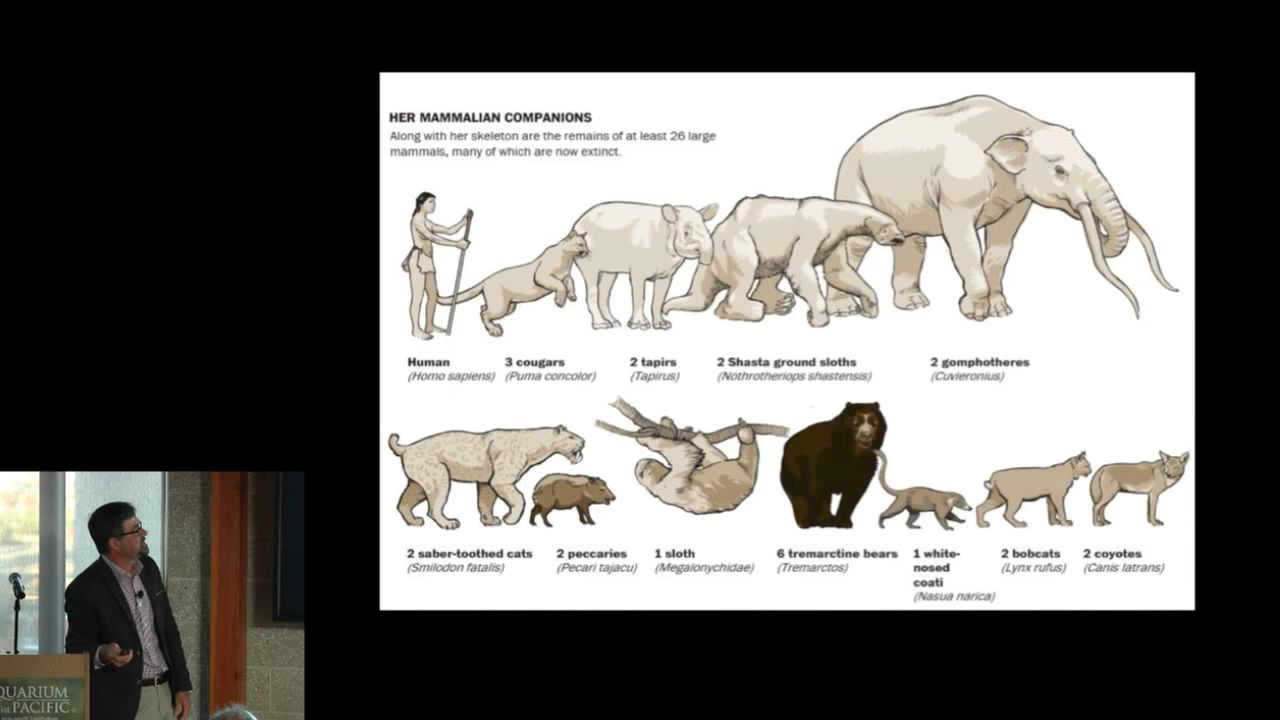 HER MAMMALIAN COMPANIONS
Along with her skeleton are the remains of at least 26 large
mammals, many of which are now extinct.
Human
(Homo sapiens)
3 cougars
(Puma concolor)
2 tapirs
(Tapirus)
2 Shasta ground sloths
(Nothrotheriops shastensis)
2 gomphotheres
(Cuvieronius)
2 saber-toothed cats
(Smilodon fatalis)
2 peccaries
(Pecari tajacu)
1 sloth
(Megalonychidae)
6 tremarctine bears
(Tremarctos)
1 white-
nosed
coati
(Nasua narica)
2 bobcats
(Lynx rufus)
2 coyotes
(Canis latrans)
QUARIUM
THE PACIFIC